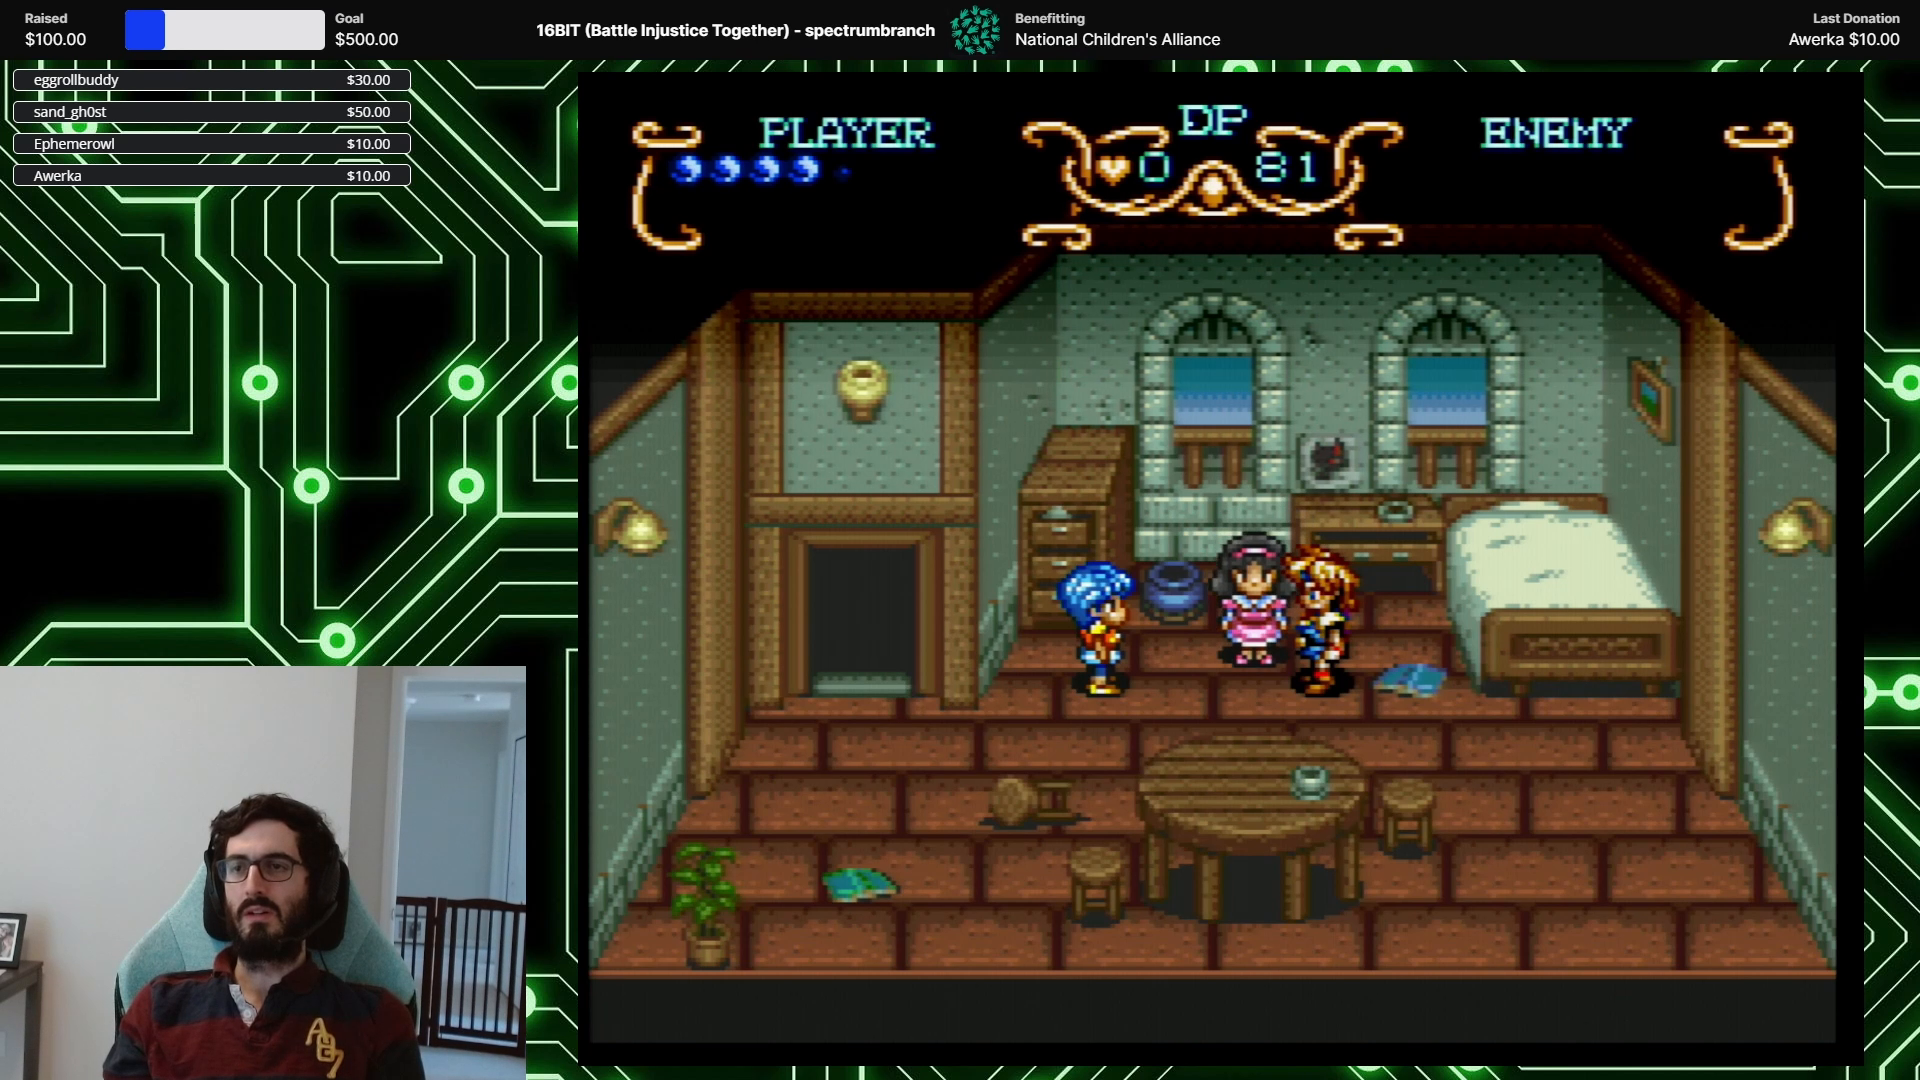 Raised
$100.00
Goal
$500.00
16BIT (Battle Injustice Together) - spectrumbranch
Benefitting
National Children's Alliance
Last Donation
Awerka $10.00
eggrollbuddy $30.00
sand_gh0st $50.00
Ephemerowl $10.00
Awerka $10.00
PLAYER
DP
0 81
ENEMY